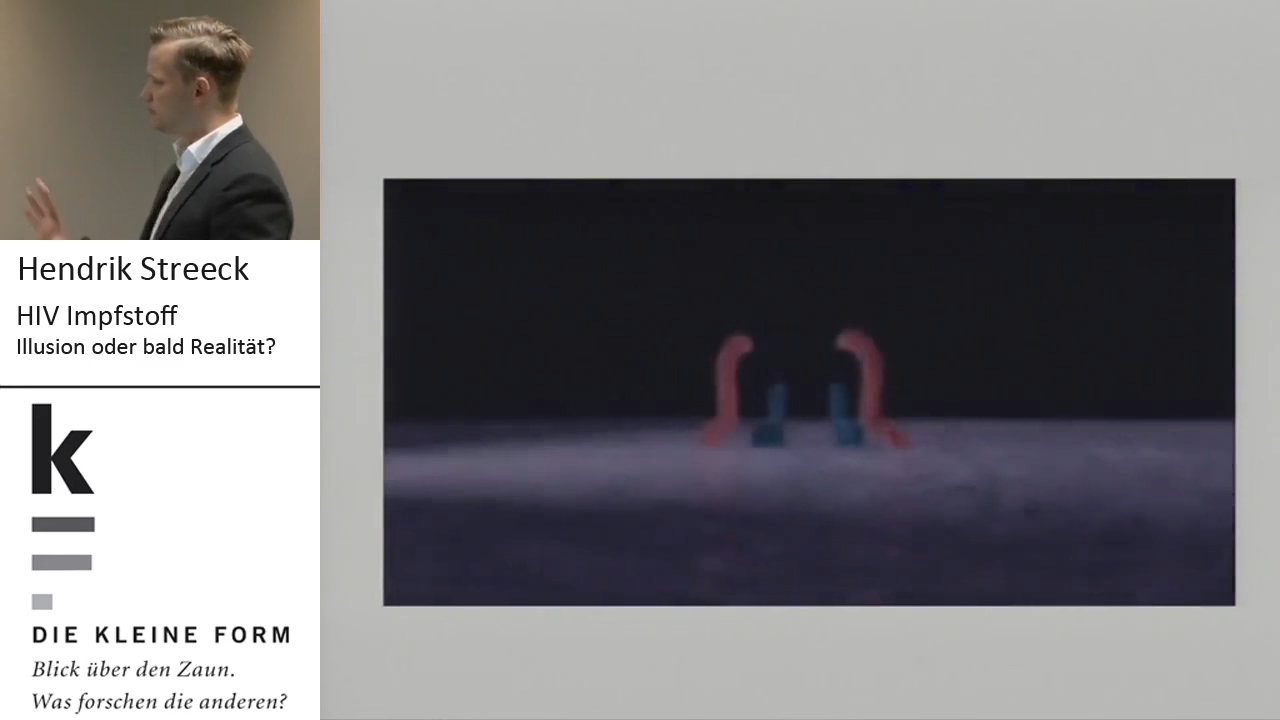 Hendrik Streeck
HIV Impfstoff
Illusion oder bald Realität?
k
DIE KLEINE FORM
Blick über den Zaun.
Was forschen die anderen?